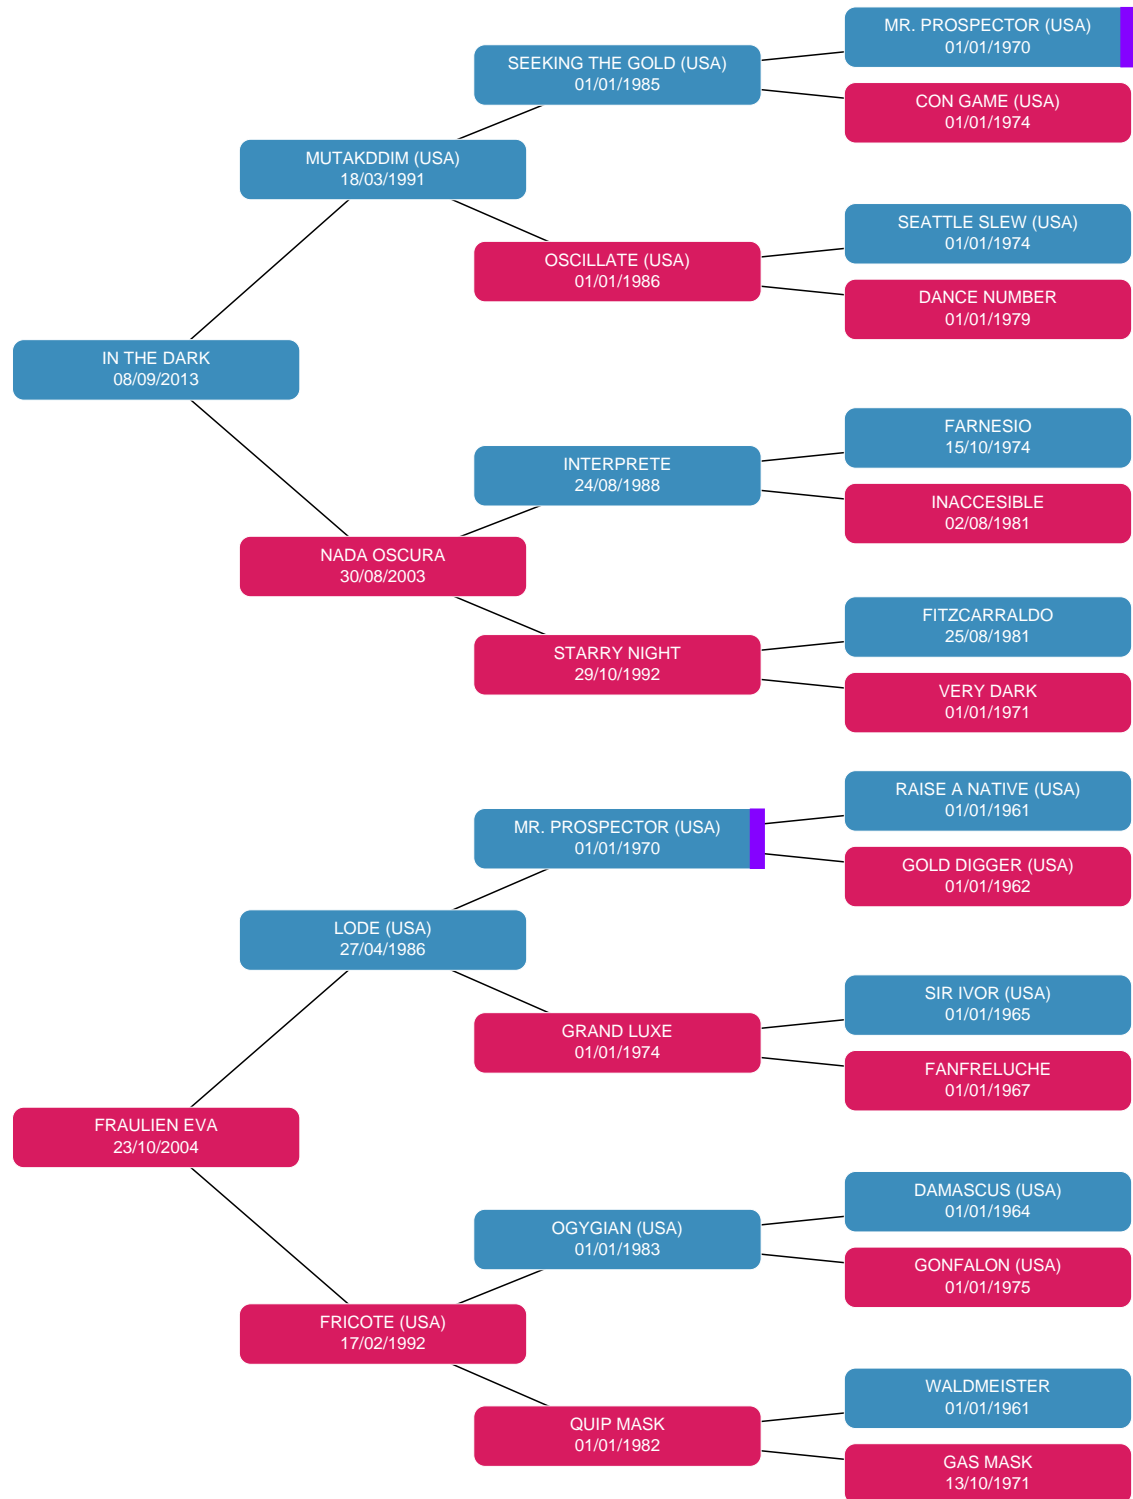 MR. PROSPECTOR (USA)
01/01/1970
SEEKING THE GOLD (USA)
01/01/1985
CON GAME (USA)
01/01/1974
MUTAKDDIM (USA)
18/03/1991
SEATTLE SLEW (USA)
01/01/1974
OSCILLATE (USA)
01/01/1986
DANCE NUMBER
01/01/1979
IN THE DARK
08/09/2013
FARNESIO
15/10/1974
INTERPRETE
24/08/1988
INACCESIBLE
02/08/1981
NADA OSCURA
30/08/2003
FITZCARRALDO
25/08/1981
STARRY NIGHT
29/10/1992
VERY DARK
01/01/1971
RAISE A NATIVE (USA)
01/01/1961
MR. PROSPECTOR (USA)
01/01/1970
GOLD DIGGER (USA)
01/01/1962
LODE (USA)
27/04/1986
SIR IVOR (USA)
01/01/1965
GRAND LUXE
01/01/1974
FANFRELUCHE
01/01/1967
FRAULIEN EVA
23/10/2004
DAMASCUS (USA)
01/01/1964
OGYGIAN (USA)
01/01/1983
GONFALON (USA)
01/01/1975
FRICOTE (USA)
17/02/1992
WALDMEISTER
01/01/1961
QUIP MASK
01/01/1982
GAS MASK
13/10/1971